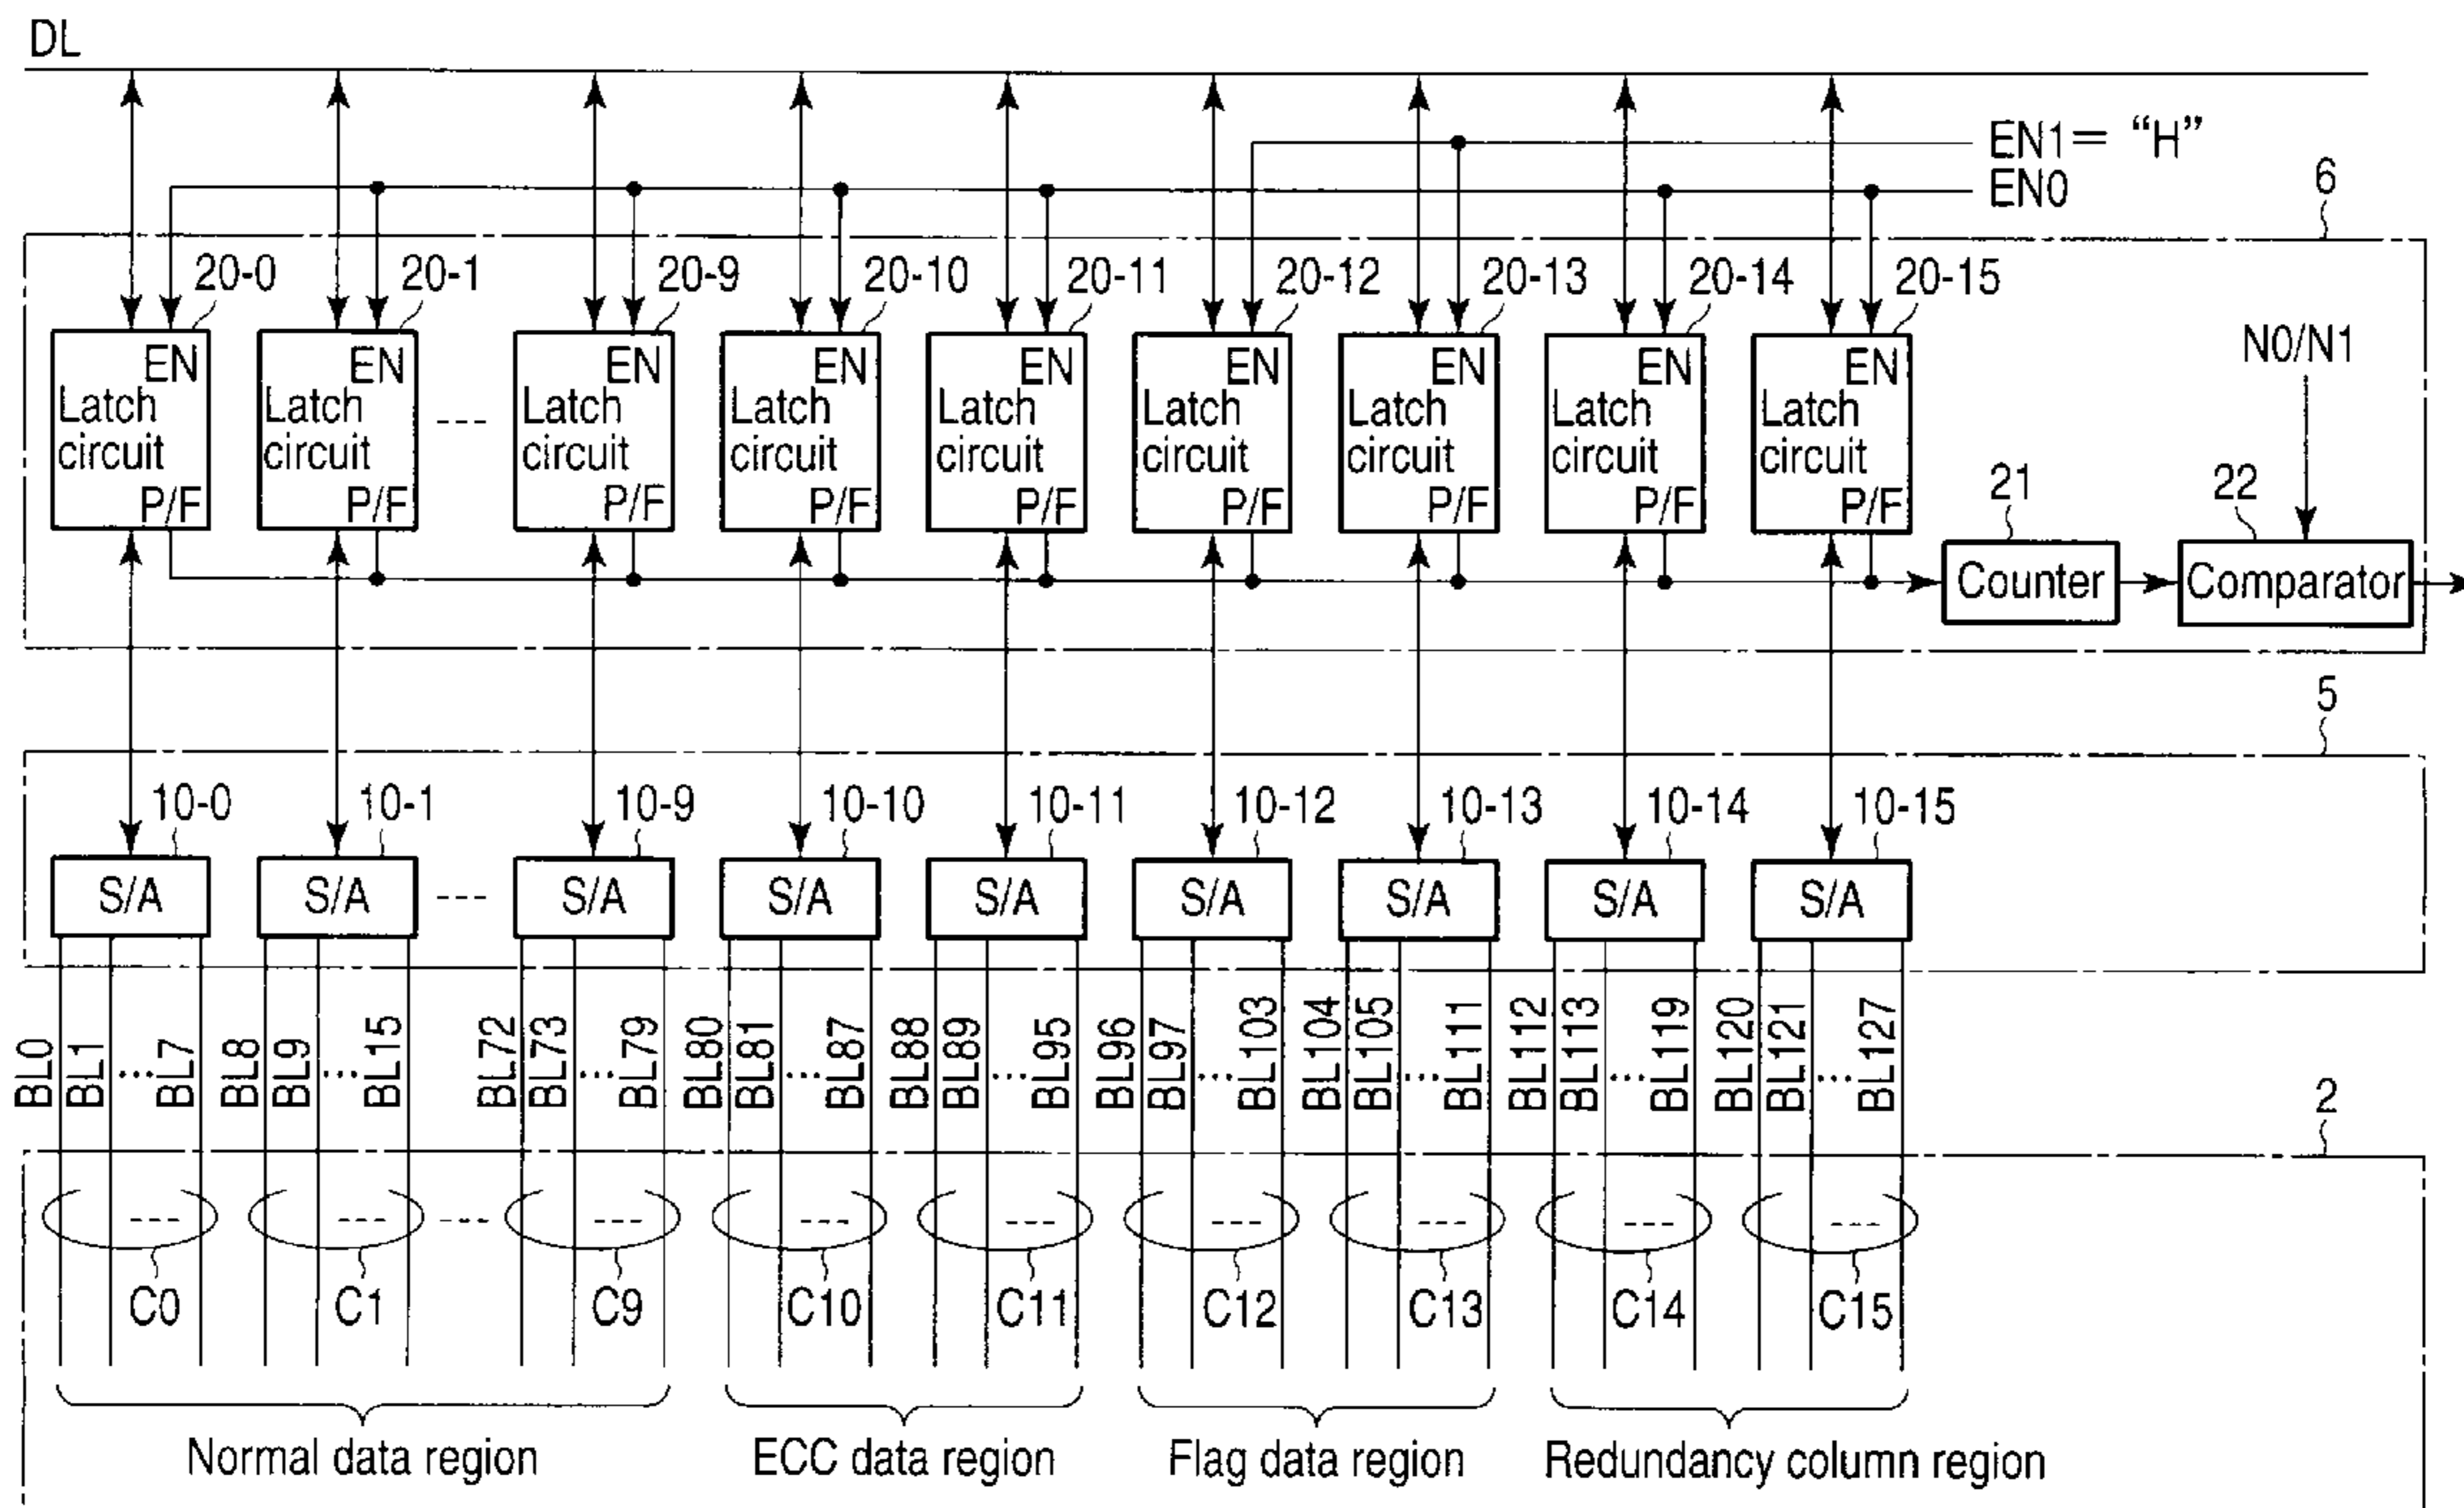 DL
EN1= “H”
EN0
6
20-0 20-1 20-9 20-10 20-11 20-12 20-13 20-14 20-15
N0/N1
EN EN EN EN EN EN EN EN EN
Latch Latch Latch Latch Latch Latch Latch Latch Latch
circuit circuit --- circuit circuit circuit circuit circuit circuit circuit
P/F P/F P/F P/F P/F P/F P/F P/F P/F
21 22
Counter Comparator
5
10-0 10-1 10-9 10-10 10-11 10-12 10-13 10-14 10-15
S/A S/A --- S/A S/A S/A S/A S/A S/A S/A
BL0 BL1 ... BL7 BL8 BL9 ... BL15 BL72 BL73 ... BL79 BL80 BL81 ... BL87 BL88 BL89 ... BL95 BL96 BL97 ... BL103 BL104 BL105 ... BL111 BL112 BL113 ... BL119 BL120 BL121 ... BL127
2
--- --- --- --- --- --- --- --- --- ---
C0 C1 C9 C10 C11 C12 C13 C14 C15
Normal data region ECC data region Flag data region Redundancy column region